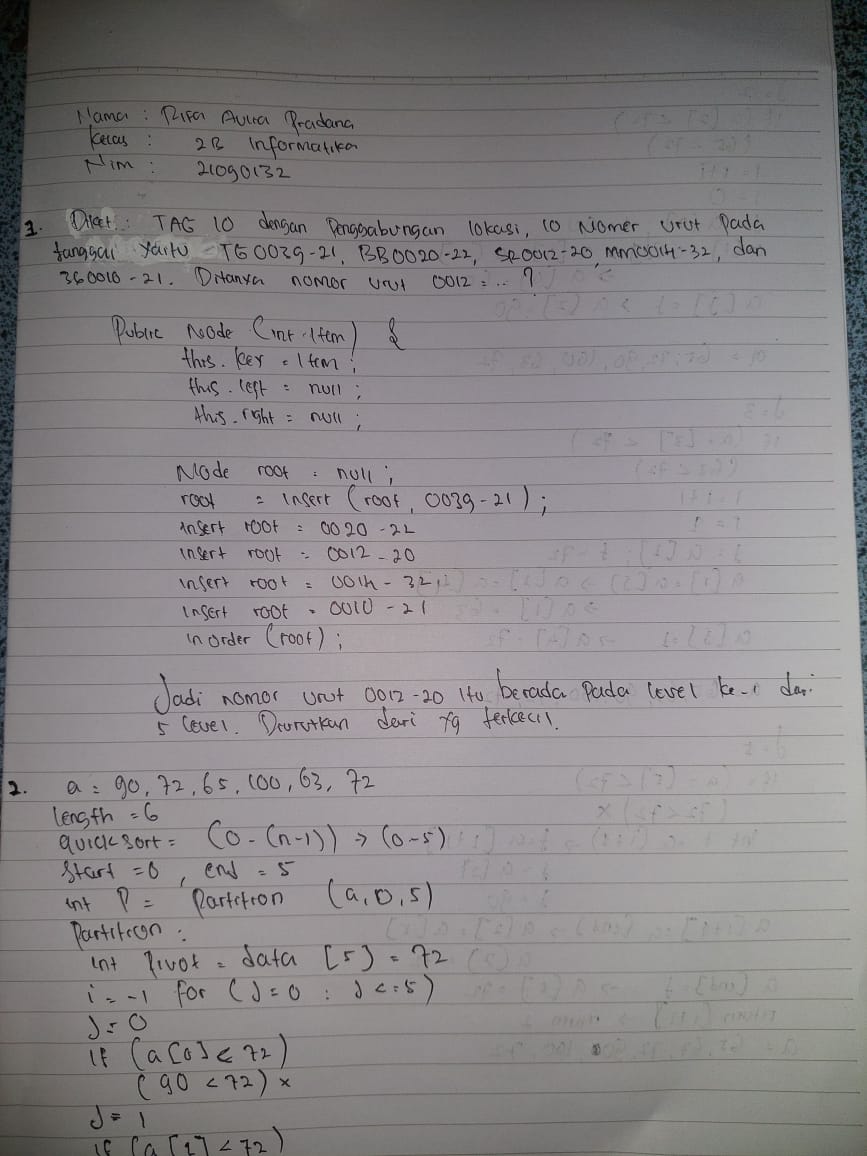 Nama : Rifa Aulia Pradana
Kelas : 2B Informatika
Nim : 21090132
1. Diket : TAG 10 dengan Penggabungan lokasi, 10 Nomer Urut Pada
tanggal yaitu TG0039-21, BB0020-22, SR0012-20, MM0014-32, dan
360010-21. Ditanya nomor urut 0012 = .. ?
Public Node (int Item) {
this. key = Item ;
this. left = null ;
this. right = null ;
Node root = null ;
root = Insert (root, 0039-21) ;
Insert root = 0020-22
Insert root = 0012-20
Insert root = 0014-32
Insert root = 0010-21
in order (root) ;
Jadi nomor urut 0012-20 Itu berada Pada level ke-1 dari
5 level. Diurutkan dari yg terkecil.
2. a = 90, 72, 65, 100, 63, 72
length = 6
quick sort = (0 - (n-1)) → (0-5)
Start = 0 , end = 5
int P = Partition (a, 0, 5)
Partition :
int Pivot = data [5] = 72
i = -1 for (J=0 ; J<=5)
J = 0
If (a[0] < 72)
(90 < 72) x
J = 1
if (a[1] < 72)